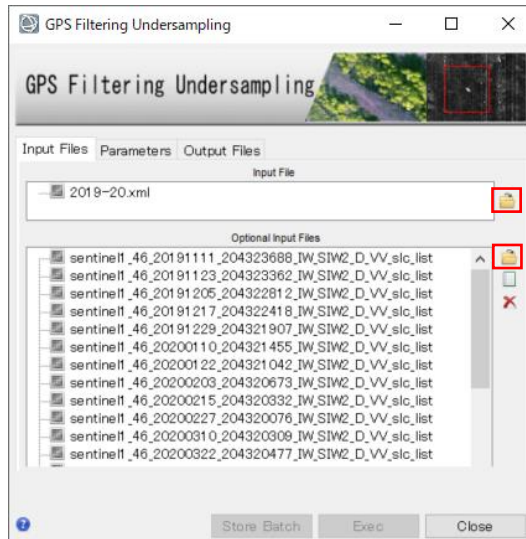 GPS Filtering Undersampling
GPS Filtering Undersampling
Input Files Parameters Output Files
Input File
2019-20.xml
Optional Input Files
sentinel1_46_20191111_204323688_IW_SIW2_D_VV_slc_list
sentinel1_46_20191123_204323362_IW_SIW2_D_VV_slc_list
sentinel1_46_20191205_204322812_IW_SIW2_D_VV_slc_list
sentinel1_46_20191217_204322418_IW_SIW2_D_VV_slc_list
sentinel1_46_20191229_204321907_IW_SIW2_D_VV_slc_list
sentinel1_46_20200110_204321455_IW_SIW2_D_VV_slc_list
sentinel1_46_20200122_204321042_IW_SIW2_D_VV_slc_list
sentinel1_46_20200203_204320673_IW_SIW2_D_VV_slc_list
sentinel1_46_20200215_204320332_IW_SIW2_D_VV_slc_list
sentinel1_46_20200227_204320076_IW_SIW2_D_VV_slc_list
sentinel1_46_20200310_204320309_IW_SIW2_D_VV_slc_list
sentinel1_46_20200322_204320477_IW_SIW2_D_VV_slc_list
Store Batch Exec Close